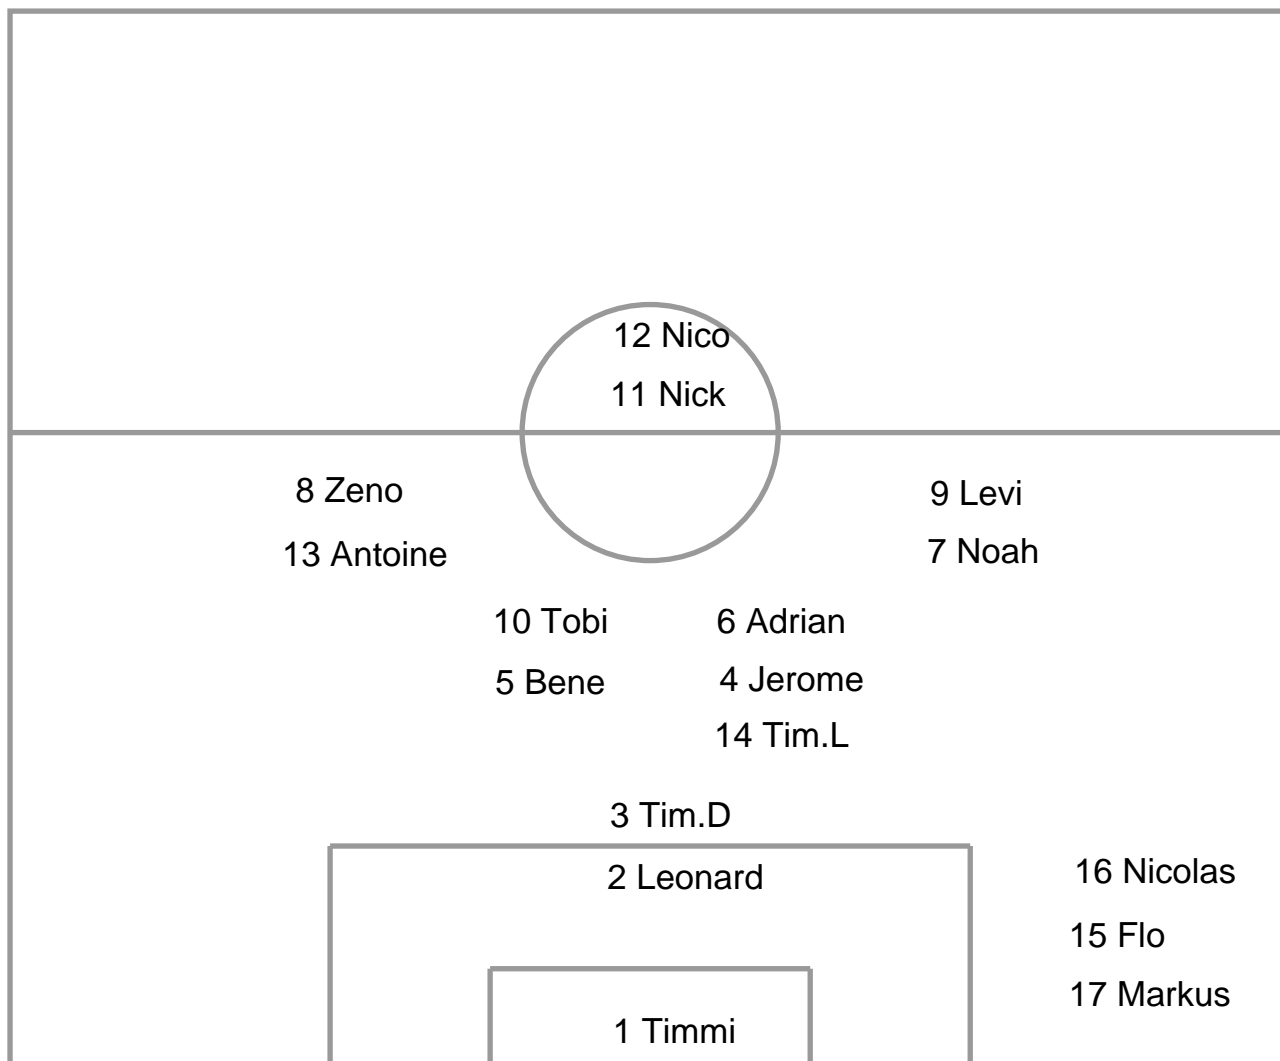 12 Nico
11 Nick
8 Zeno
9 Levi
13 Antoine
7 Noah
10 Tobi
6 Adrian
5 Bene
4 Jerome
14 Tim.L
3 Tim.D
2 Leonard
16 Nicolas
15 Flo
17 Markus
1 Timmi